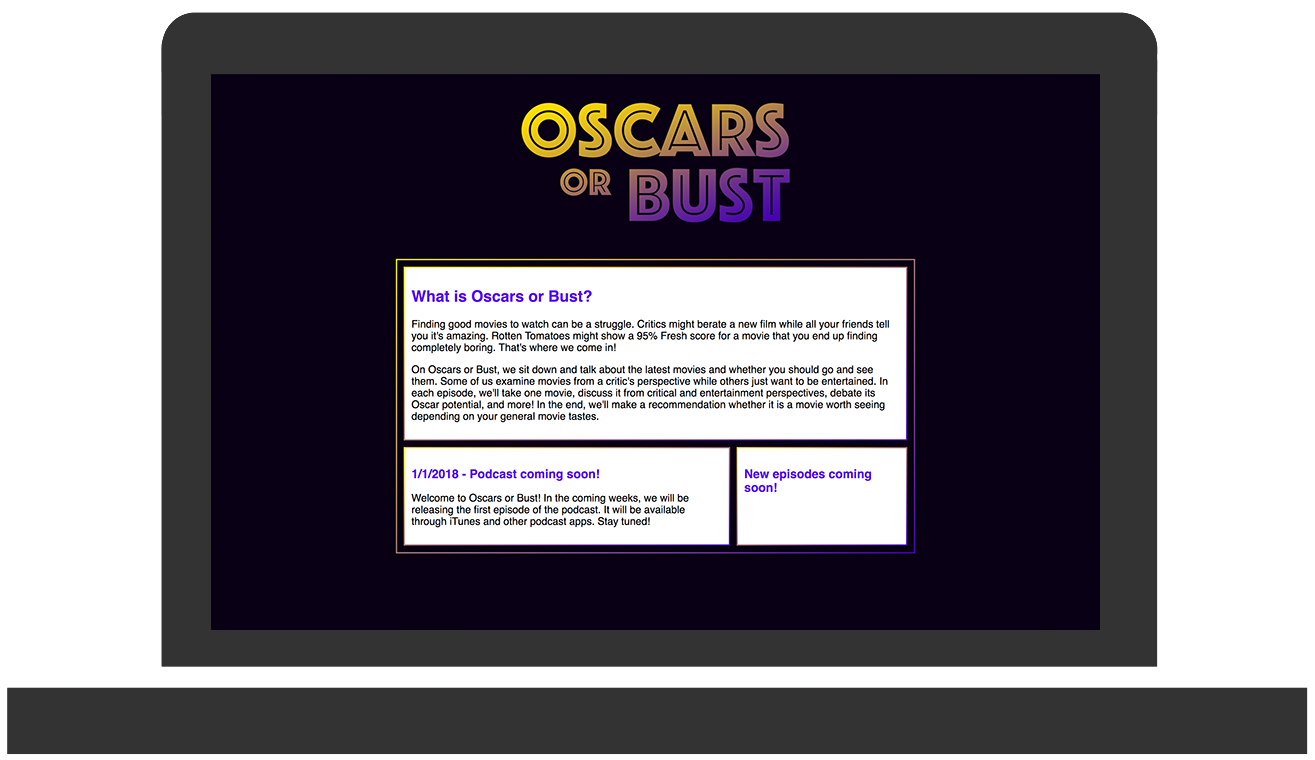 OSCARS
OR BUST
What is Oscars or Bust?
Finding good movies to watch can be a struggle. Critics might berate a new film while all your friends tell
you it's amazing. Rotten Tomatoes might show a 95% Fresh score for a movie that you end up finding
completely boring. That's where we come in!
On Oscars or Bust, we sit down and talk about the latest movies and whether you should go and see
them. Some of us examine movies from a critic's perspective while others just want to be entertained. In
each episode, we'll take one movie, discuss it from critical and entertainment perspectives, debate its
Oscar potential, and more! In the end, we'll make a recommendation whether it is a movie worth seeing
depending on your general movie tastes.
1/1/2018 - Podcast coming soon!
Welcome to Oscars or Bust! In the coming weeks, we will be
releasing the first episode of the podcast. It will be available
through iTunes and other podcast apps. Stay tuned!
New episodes coming
soon!